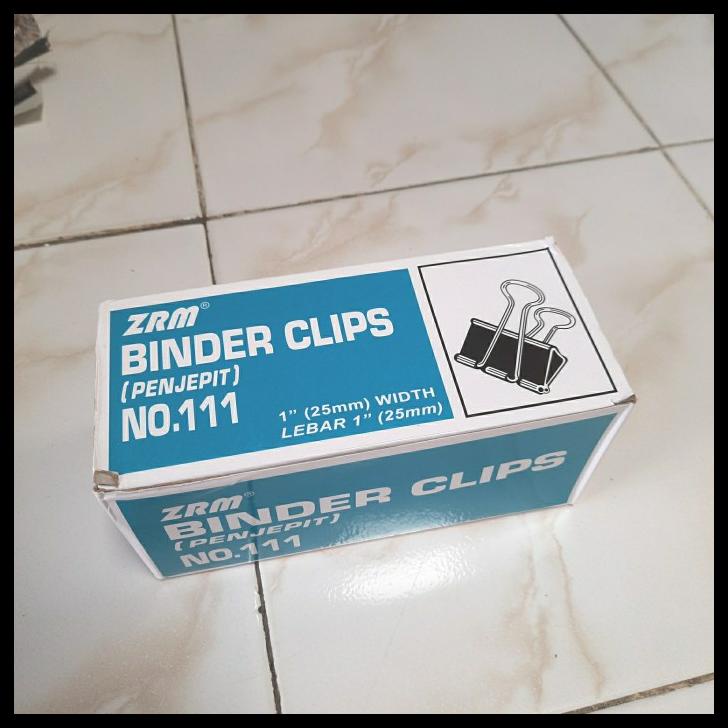 ZRM®
BINDER CLIPS
(PENJEPIT)
NO.111
1" (25mm) WIDTH
LEBAR 1" (25mm)
ZRM®
BINDER CLIPS
(PENJEPIT)
NO.111